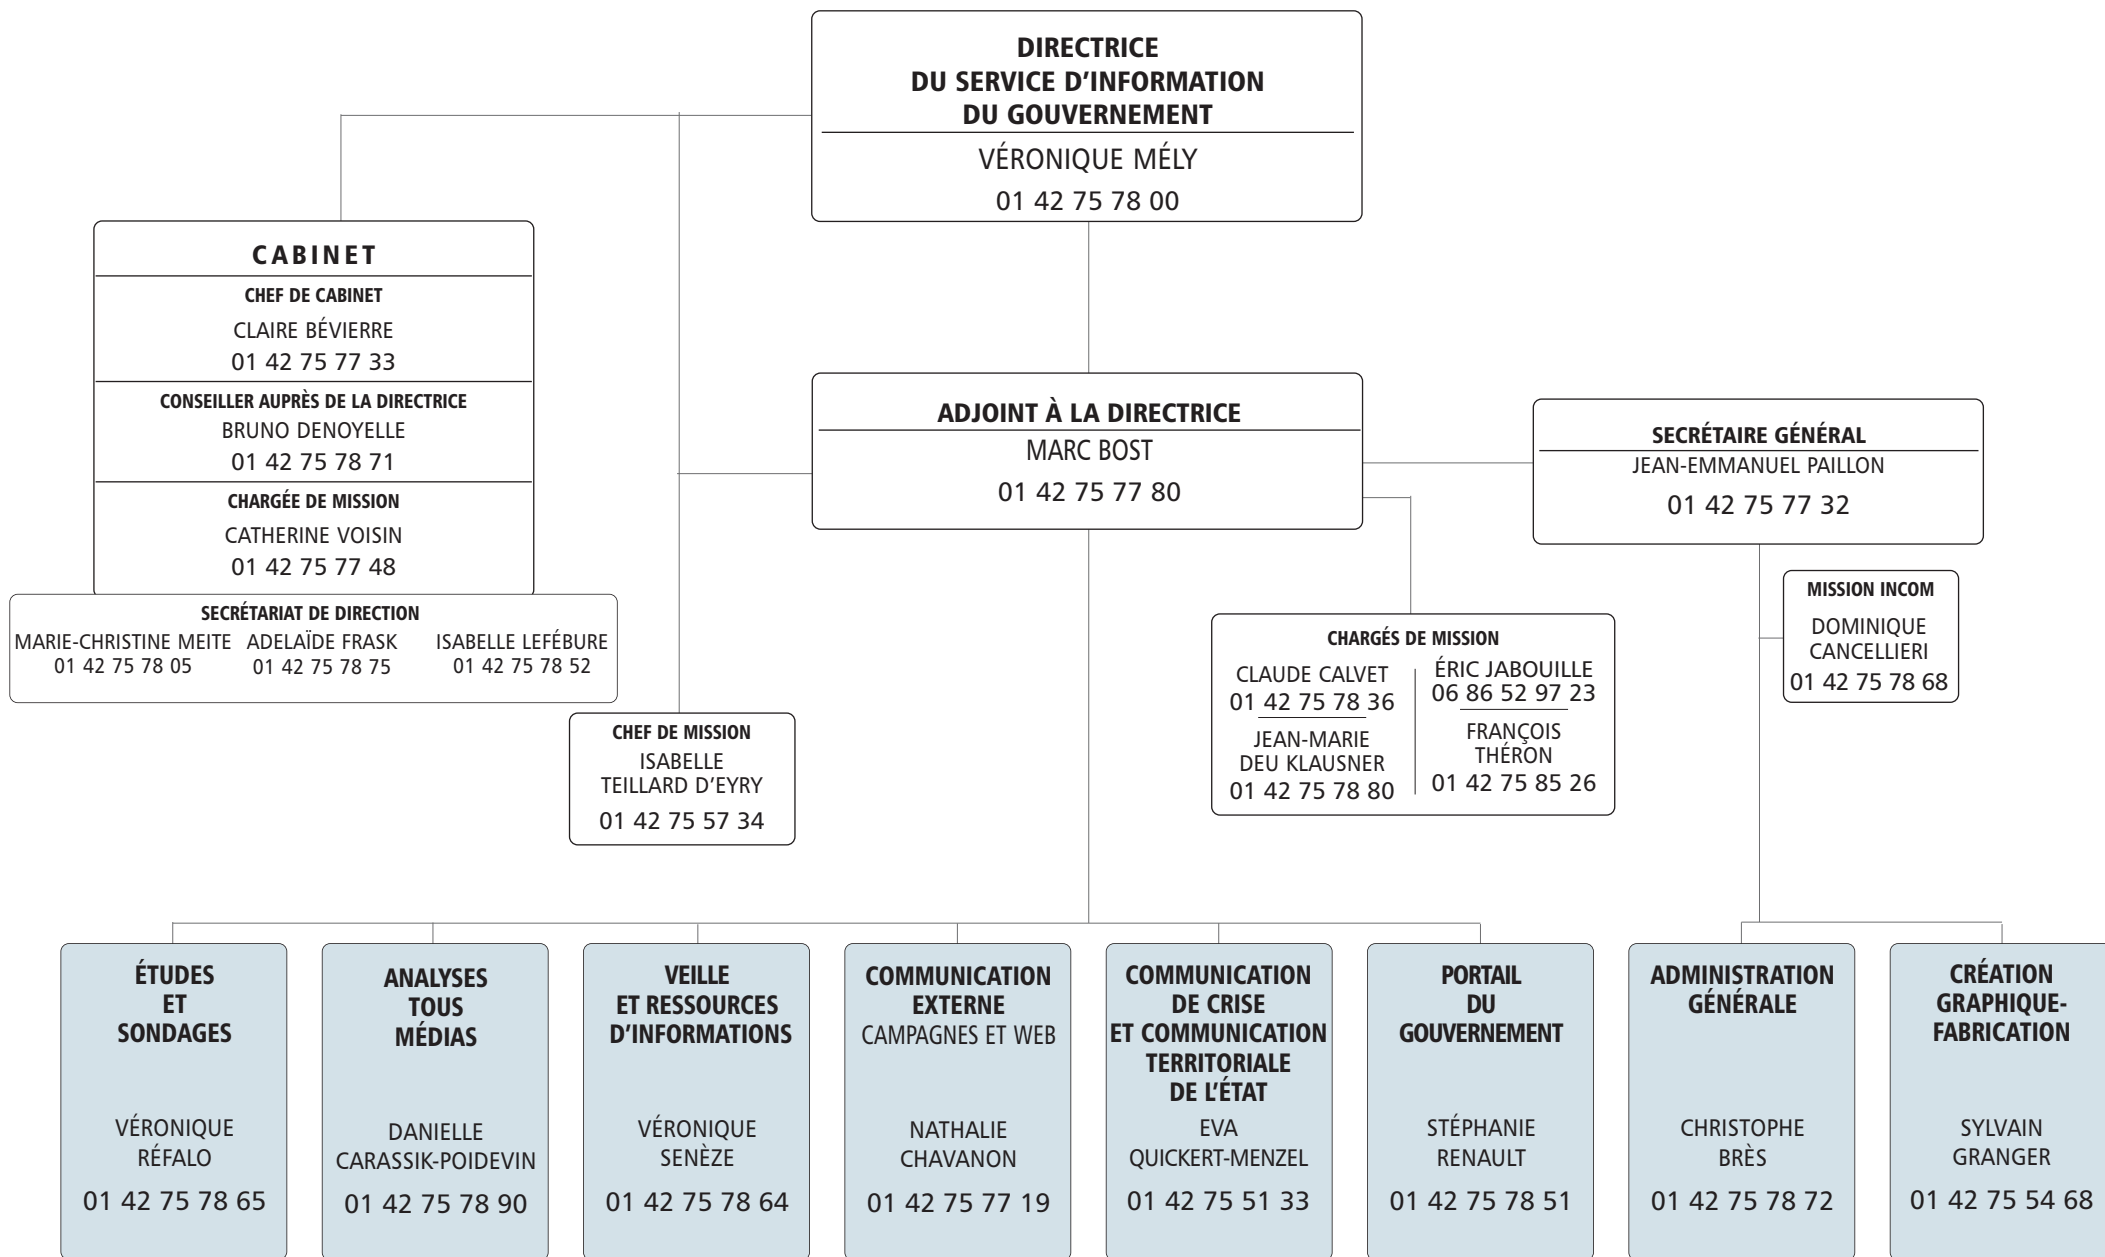 DIRECTRICE
DU SERVICE D'INFORMATION
DU GOUVERNEMENT
VÉRONIQUE MÉLY
01 42 75 78 00
CABINET
CHEF DE CABINET
CLAIRE BÉVIERRE
01 42 75 77 33
CONSEILLER AUPRÈS DE LA DIRECTRICE
BRUNO DENOYELLE
01 42 75 78 71
CHARGÉE DE MISSION
CATHERINE VOISIN
01 42 75 77 48
SECRÉTARIAT DE DIRECTION
MARIE-CHRISTINE MEITE
01 42 75 78 05
ADELAÏDE FRASK
01 42 75 78 75
ISABELLE LEFÉBURE
01 42 75 78 52
ADJOINT À LA DIRECTRICE
MARC BOST
01 42 75 77 80
SECRÉTAIRE GÉNÉRAL
JEAN-EMMANUEL PAILLON
01 42 75 77 32
MISSION INCOM
DOMINIQUE
CANCELLIERI
01 42 75 78 68
CHARGÉS DE MISSION
CLAUDE CALVET
01 42 75 78 36
JEAN-MARIE
DEU KLAUSNER
01 42 75 78 80
ÉRIC JABOUILLE
06 86 52 97 23
FRANÇOIS
THÉRON
01 42 75 85 26
CHEF DE MISSION
ISABELLE
TEILLARD D'EYRY
01 42 75 57 34
ÉTUDES
ET
SONDAGES
VÉRONIQUE
RÉFALO
01 42 75 78 65
ANALYSES
TOUS
MÉDIAS
DANIELLE
CARASSIK-POIDEVIN
01 42 75 78 90
VEILLE
ET RESSOURCES
D'INFORMATIONS
VÉRONIQUE
SENÈZE
01 42 75 78 64
COMMUNICATION
EXTERNE
CAMPAGNES ET WEB
NATHALIE
CHAVANON
01 42 75 77 19
COMMUNICATION
DE CRISE
ET COMMUNICATION
TERRITORIALE
DE L'ÉTAT
EVA
QUICKERT-MENZEL
01 42 75 51 33
PORTAIL
DU
GOUVERNEMENT
STÉPHANIE
RENAULT
01 42 75 78 51
ADMINISTRATION
GÉNÉRALE
CHRISTOPHE
BRÈS
01 42 75 78 72
CRÉATION
GRAPHIQUE-
FABRICATION
SYLVAIN
GRANGER
01 42 75 54 68